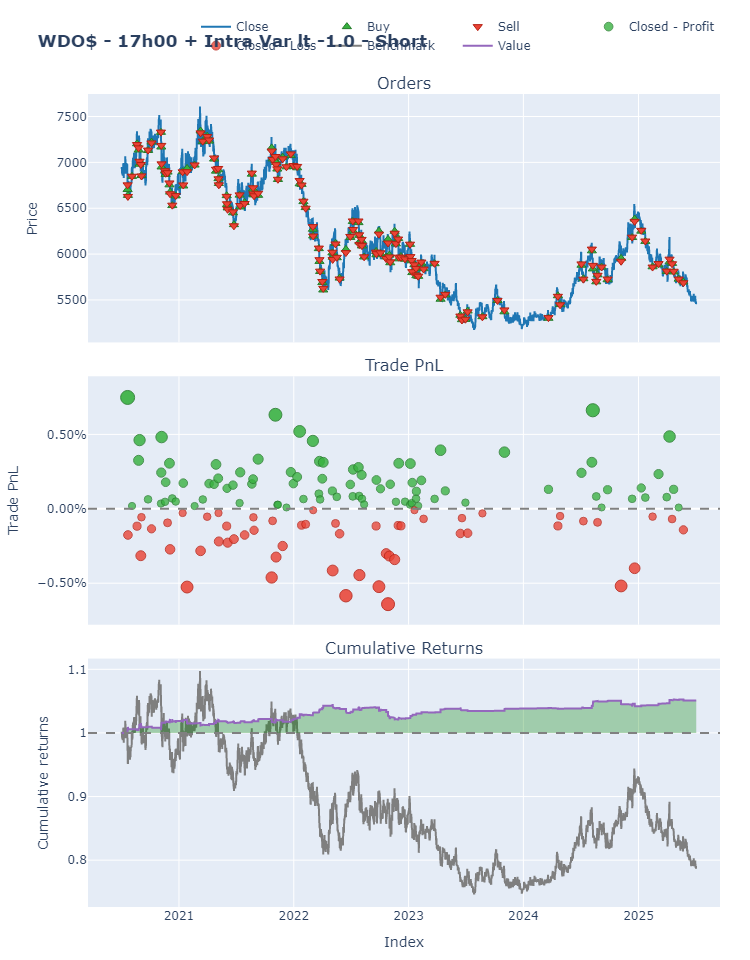 Close Buy Sell Closed - Profit
WDO$ - 17h00 + Intra Var lt -1.0 - Short
Closed - Loss Benchmark Value
Orders
7500
7000
6500
6000
5500
Price
Trade PnL
0.50%
0.00%
−0.50%
Trade PnL
Cumulative Returns
1.1
1
0.9
0.8
Cumulative returns
2021 2022 2023 2024 2025
Index